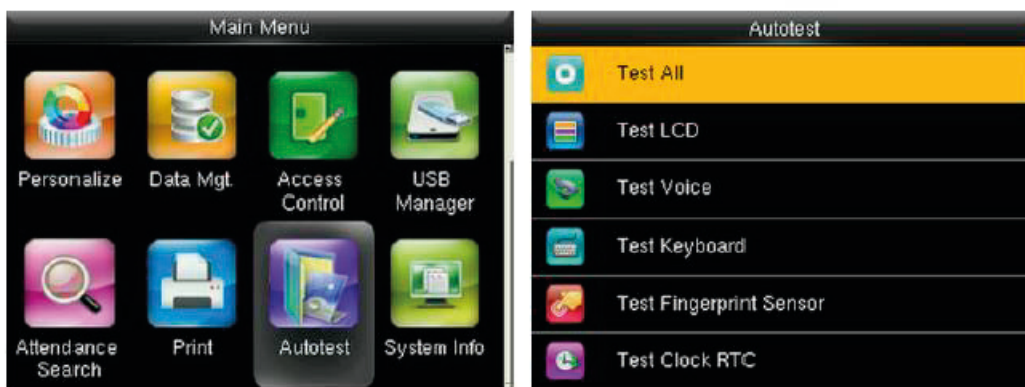 Main Menu
Personalize
Data Mgt.
Access
Control
USB
Manager
Attendance
Search
Print
Autotest
System Info
Autotest
Test All
Test LCD
Test Voice
Test Keyboard
Test Fingerprint Sensor
Test Clock RTC